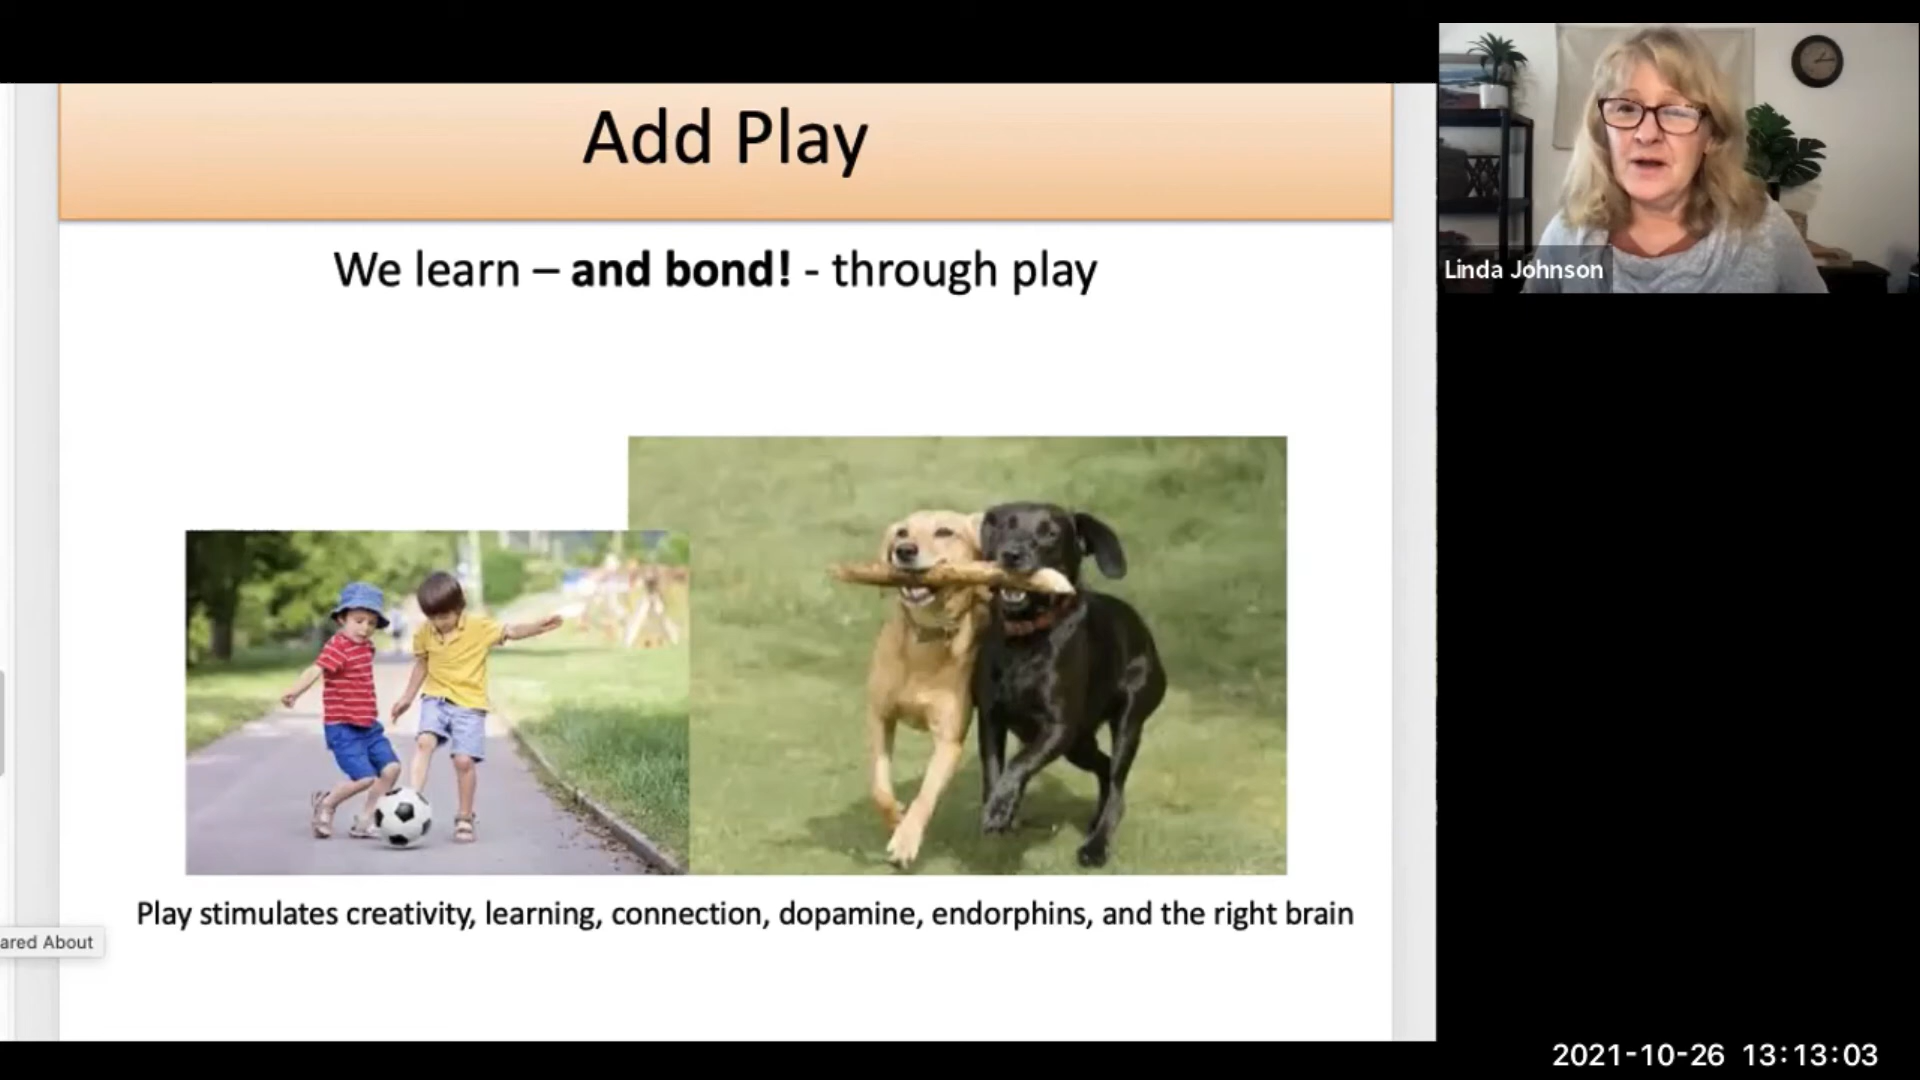 Add Play
We learn – and bond! - through play
Play stimulates creativity, learning, connection, dopamine, endorphins, and the right brain
ared About
Linda Johnson
2021-10-26 13:13:03